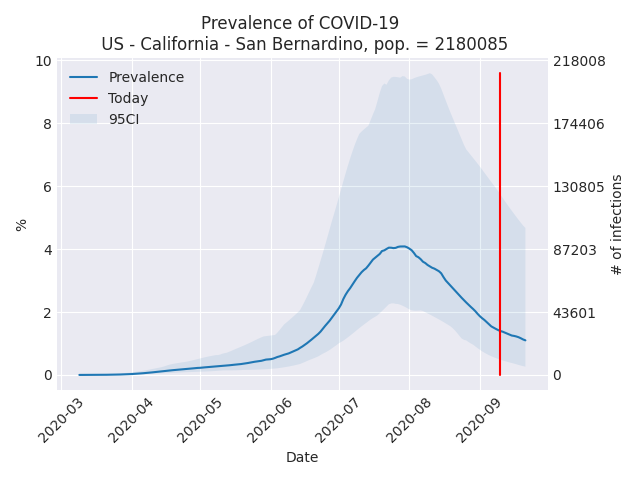 Prevalence of COVID-19
US - California - San Bernardino, pop. = 2180085
Prevalence
Today
95CI
10
8
6
4
2
0
%
218008
174406
130805
87203
43601
0
# of infections
2020-03
2020-04
2020-05
2020-06
2020-07
2020-08
2020-09
Date